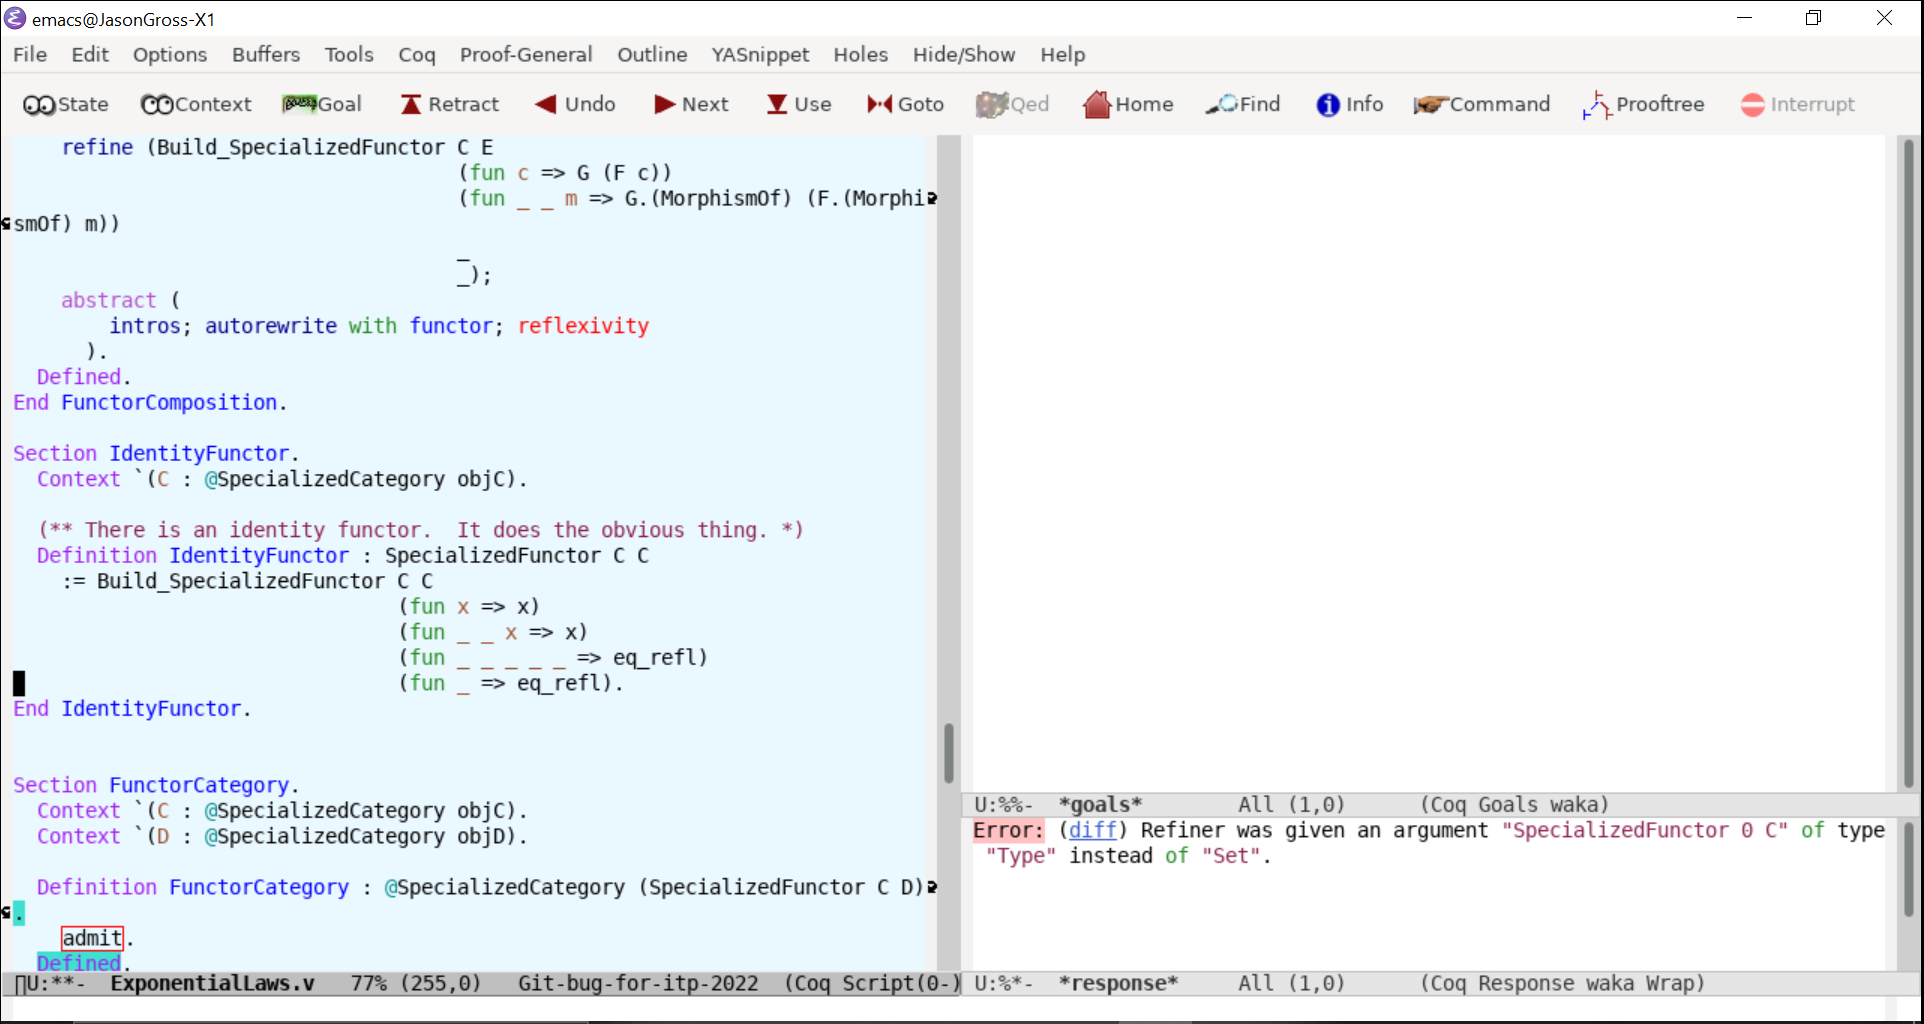 emacs@JasonGross-X1
File Edit Options Buffers Tools Coq Proof-General Outline YASnippet Holes Hide/Show Help
State Context Goal Retract Undo Next Use Goto Qed Home Find Info Command Prooftree Interrupt
refine (Build_SpecializedFunctor C E
(fun c => G (F c))
(fun _ _ m => G.(MorphismOf) (F.(Morphi
smOf) m))
_
_);
abstract (
intros; autorewrite with functor; reflexivity
).
Defined.
End FunctorComposition.
Section IdentityFunctor.
Context `(C : @SpecializedCategory objC).
(** There is an identity functor.  It does the obvious thing. *)
Definition IdentityFunctor : SpecializedFunctor C C
:= Build_SpecializedFunctor C C
(fun x => x)
(fun _ _ x => x)
(fun _ _ _ _ _ => eq_refl)
(fun _ => eq_refl).
End IdentityFunctor.
Section FunctorCategory.
Context `(C : @SpecializedCategory objC).
Context `(D : @SpecializedCategory objD).
Definition FunctorCategory : @SpecializedCategory (SpecializedFunctor C D)
.
admit.
Defined.
U:**-  ExponentialLaws.v   77% (255,0)   Git-bug-for-itp-2022  (Coq Script(0-)
U:%%-  *goals*        All (1,0)      (Coq Goals waka)
Error: (diff) Refiner was given an argument "SpecializedFunctor 0 C" of type
"Type" instead of "Set".
U:%*-  *response*     All (1,0)      (Coq Response waka Wrap)